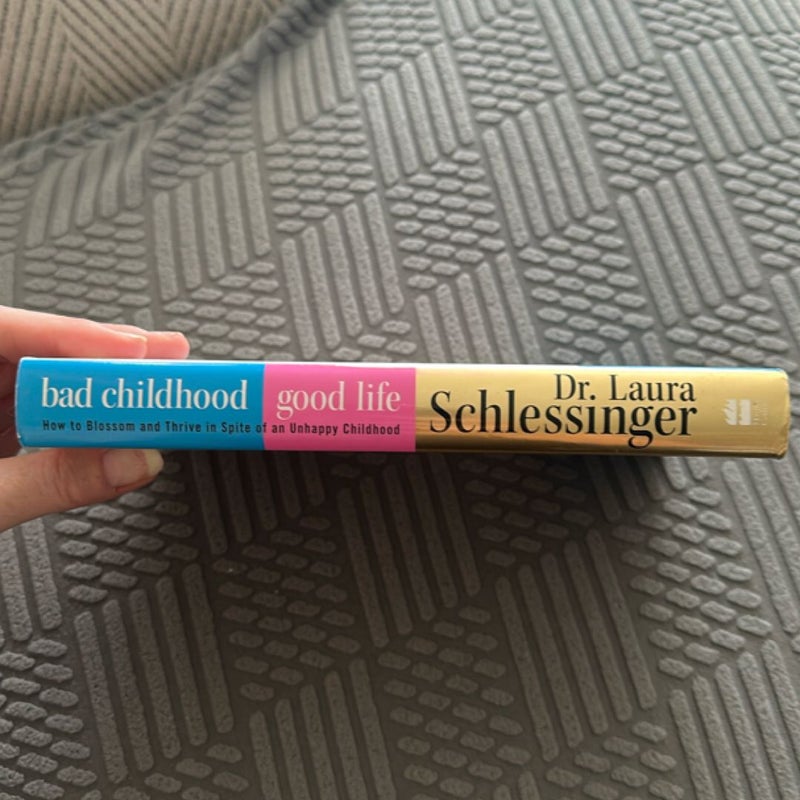 bad childhood good life
How to Blossom and Thrive in Spite of an Unhappy Childhood
Dr. Laura
Schlessinger